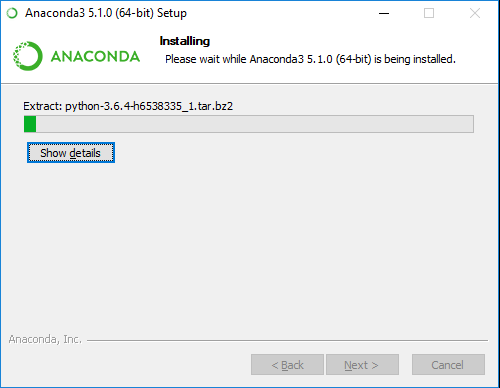 Anaconda3 5.1.0 (64-bit) Setup
ANACONDA
Installing
Please wait while Anaconda3 5.1.0 (64-bit) is being installed.
Extract: python-3.6.4-h6538335_1.tar.bz2
Show details
Anaconda, Inc.
< Back
Next >
Cancel